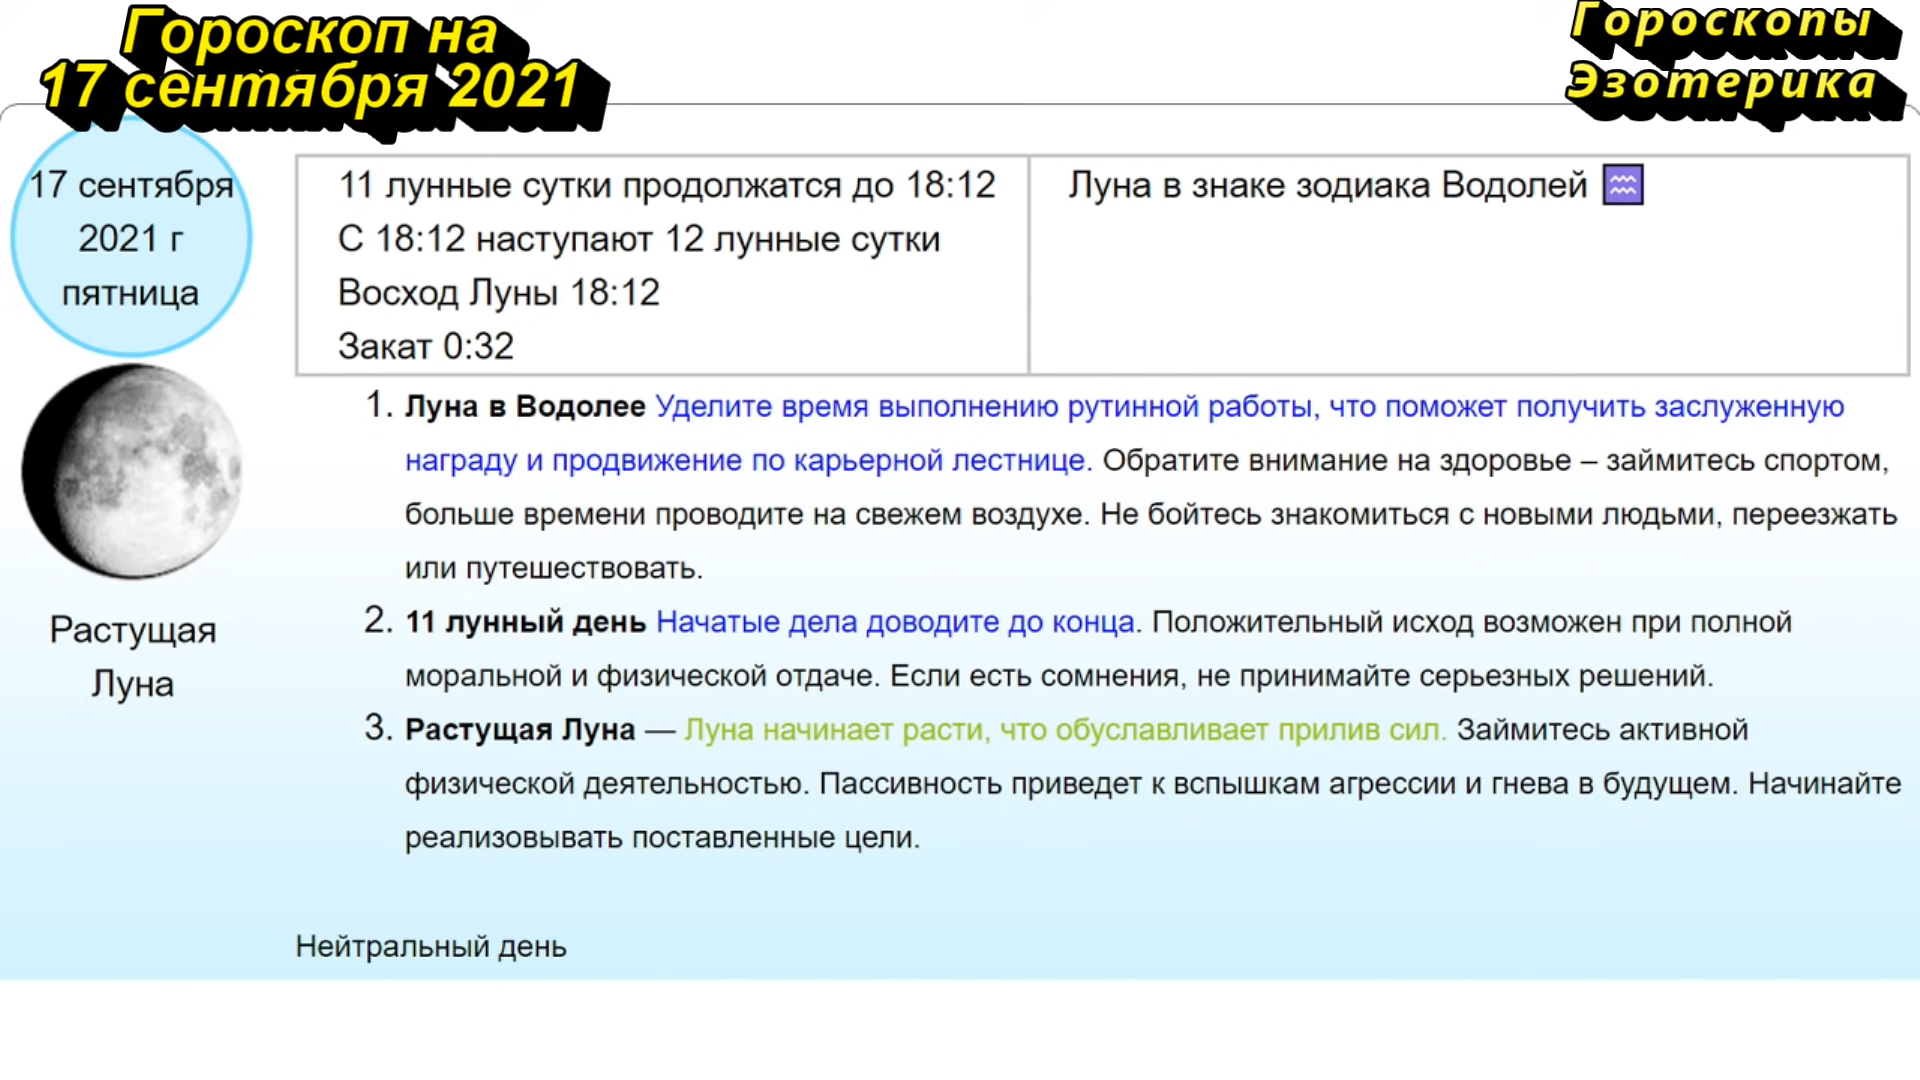 Гороскоп на
17 сентября 2021
Гороскопы
Эзотерика
17 сентября
2021 г
пятница
11 лунные сутки продолжатся до 18:12
С 18:12 наступают 12 лунные сутки
Восход Луны 18:12
Закат 0:32
Луна в знаке зодиака Водолей ♒
Растущая
Луна
1. Луна в Водолее Уделите время выполнению рутинной работы, что поможет получить заслуженную
награду и продвижение по карьерной лестнице. Обратите внимание на здоровье – займитесь спортом,
больше времени проводите на свежем воздухе. Не бойтесь знакомиться с новыми людьми, переезжать
или путешествовать.
2. 11 лунный день Начатые дела доводите до конца. Положительный исход возможен при полной
моральной и физической отдаче. Если есть сомнения, не принимайте серьезных решений.
3. Растущая Луна — Луна начинает расти, что обуславливает прилив сил. Займитесь активной
физической деятельностью. Пассивность приведет к вспышкам агрессии и гнева в будущем. Начинайте
реализовывать поставленные цели.
Нейтральный день